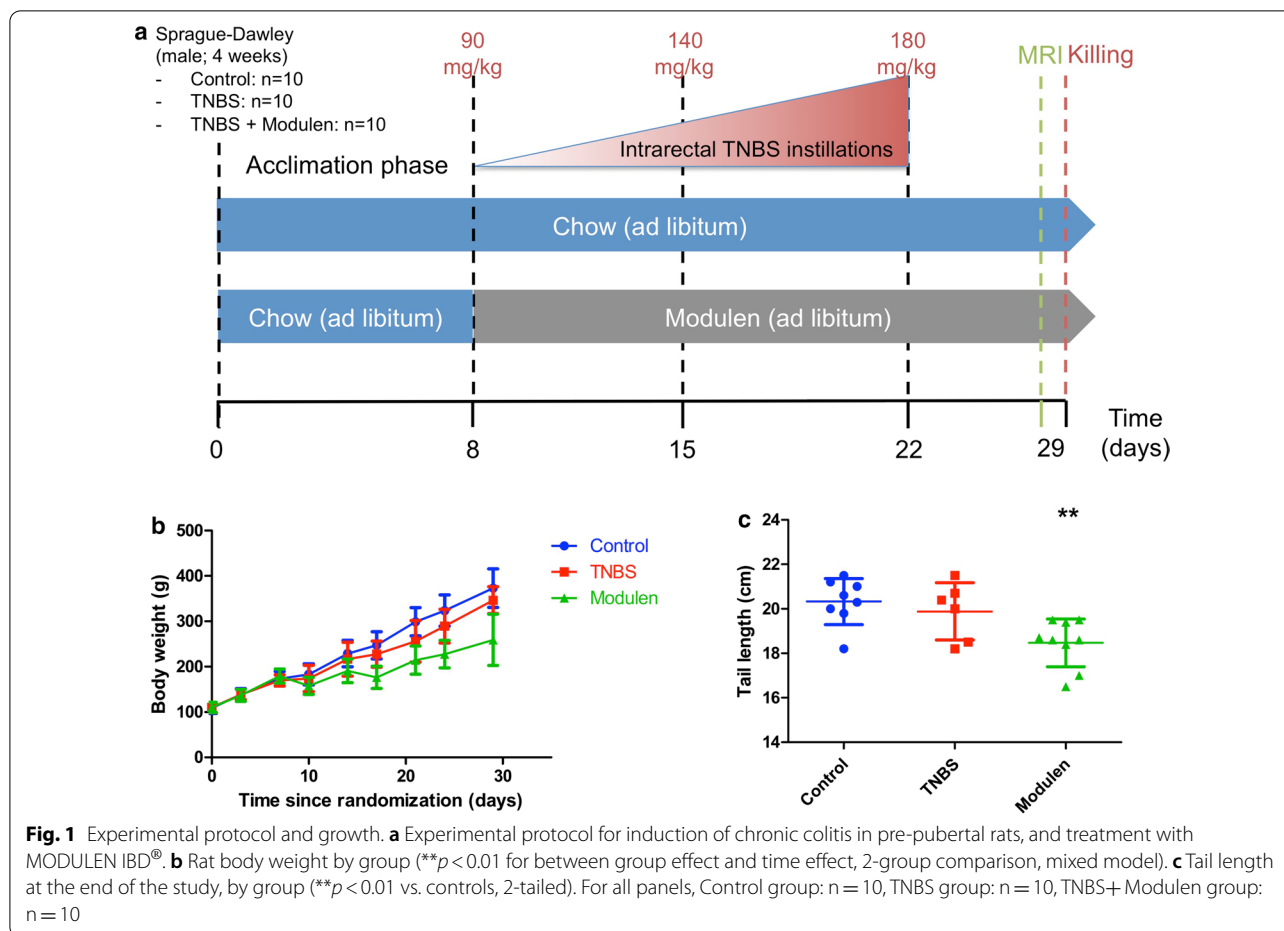 a Sprague-Dawley
(male; 4 weeks)
- Control: n=10
- TNBS: n=10
- TNBS + Modulen: n=10
90
mg/kg
140
mg/kg
180
mg/kg
MRI Killing
Intrarectal TNBS instillations
Acclimation phase
Chow (ad libitum)
Chow (ad libitum)
Modulen (ad libitum)
0
8
15
22
29
Time
(days)
b
500
400
300
200
100
0
Body weight (g)
0
10
20
30
Time since randomization (days)
Control
TNBS
Modulen
c
**
24
22
20
18
16
14
Tail length (cm)
Control
TNBS
Modulen
Fig. 1 Experimental protocol and growth. a Experimental protocol for induction of chronic colitis in pre-pubertal rats, and treatment with
MODULEN IBD®. b Rat body weight by group (**p < 0.01 for between group effect and time effect, 2-group comparison, mixed model). c Tail length
at the end of the study, by group (**p < 0.01 vs. controls, 2-tailed). For all panels, Control group: n = 10, TNBS group: n = 10, TNBS+ Modulen group:
n = 10